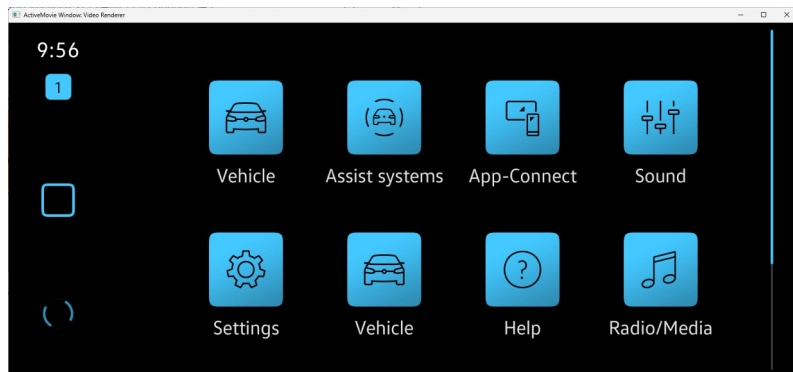 ActiveMovie Window: Video Renderer
9:56
1
Vehicle
Assist systems
App-Connect
Sound
Settings
Vehicle
?
Help
Radio/Media